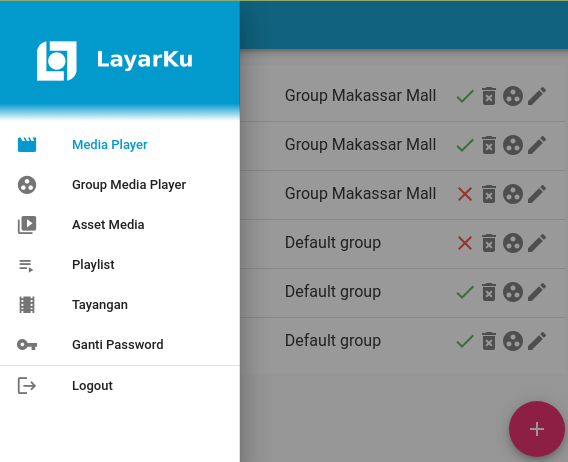 LayarKu
Media Player
Group Media Player
Asset Media
Playlist
Tayangan
Ganti Password
Logout
Group Makassar Mall
Group Makassar Mall
Group Makassar Mall
Default group
Default group
Default group